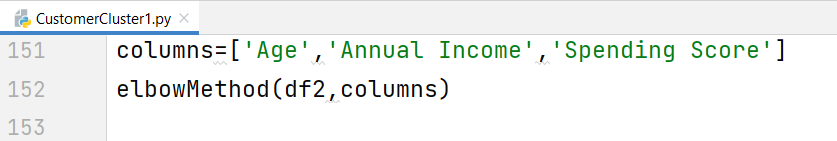 CustomerCluster1.py
151 columns=['Age','Annual Income','Spending Score']
152 elbowMethod(df2,columns)
153